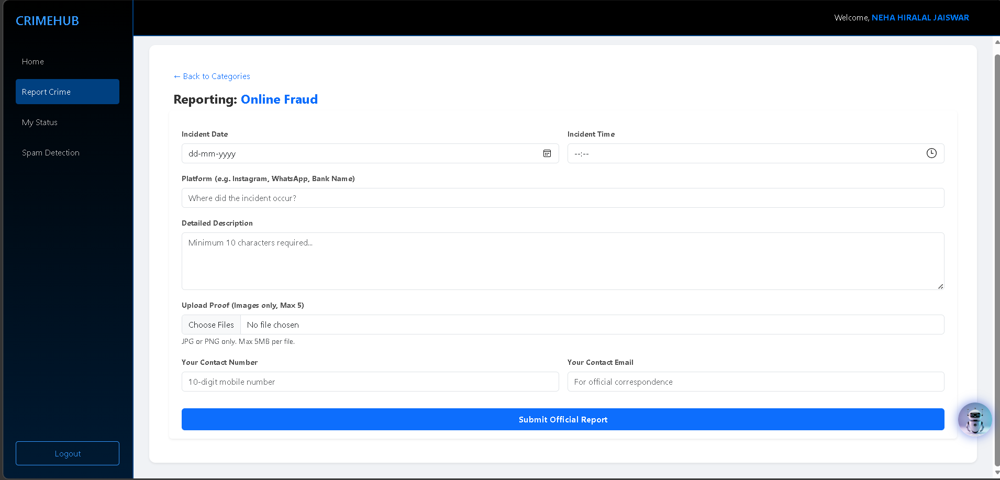 CRIMEHUB
Welcome, NEHA HIRALAL JAISWAR
Home
Report Crime
My Status
Spam Detection
Logout
← Back to Categories
Reporting: Online Fraud
Incident Date
Incident Time
dd-mm-yyyy
--:--
Platform (e.g. Instagram, WhatsApp, Bank Name)
Where did the incident occur?
Detailed Description
Minimum 10 characters required...
Upload Proof (Images only, Max 5)
Choose Files No file chosen
JPG or PNG only. Max 5MB per file.
Your Contact Number
Your Contact Email
10-digit mobile number
For official correspondence
Submit Official Report